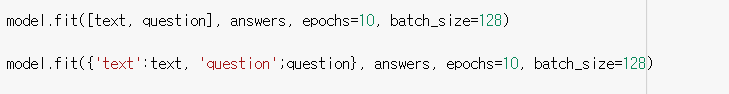 model.fit([text, question], answers, epochs=10, batch_size=128)
model.fit({'text':text, 'question';question}, answers, epochs=10, batch_size=128)